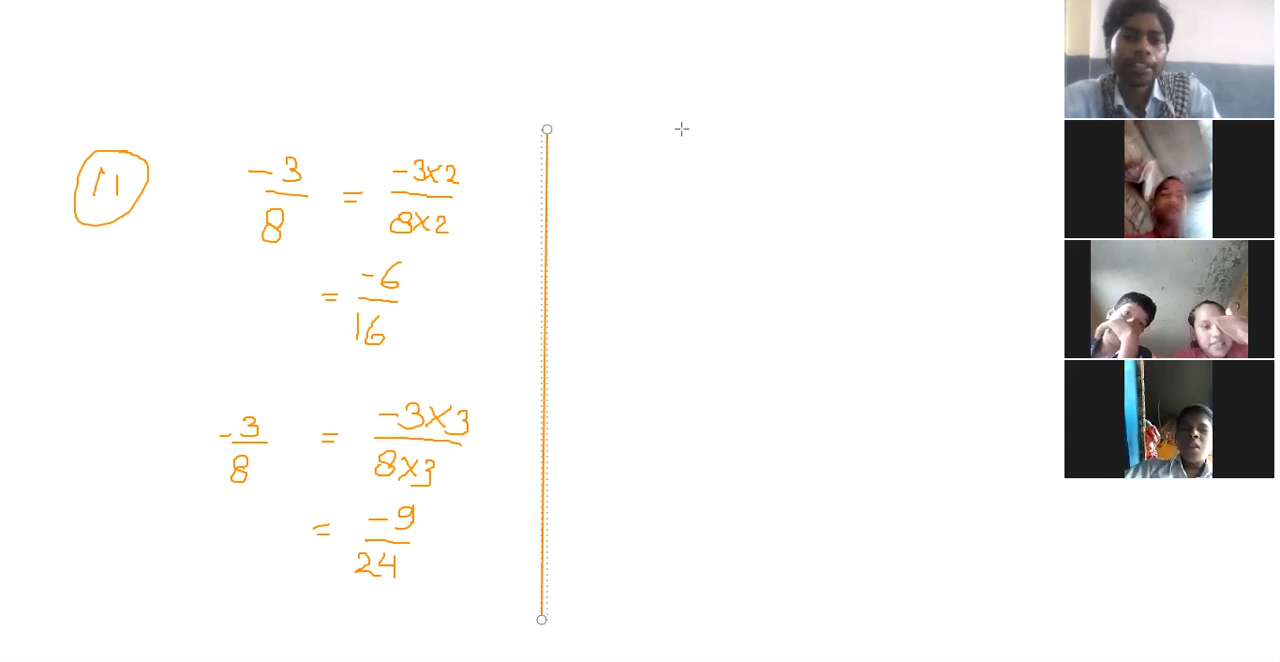 11
-3/8 = -3×2/8×2
= -6/16
-3/8 = -3×3/8×3
= -9/24